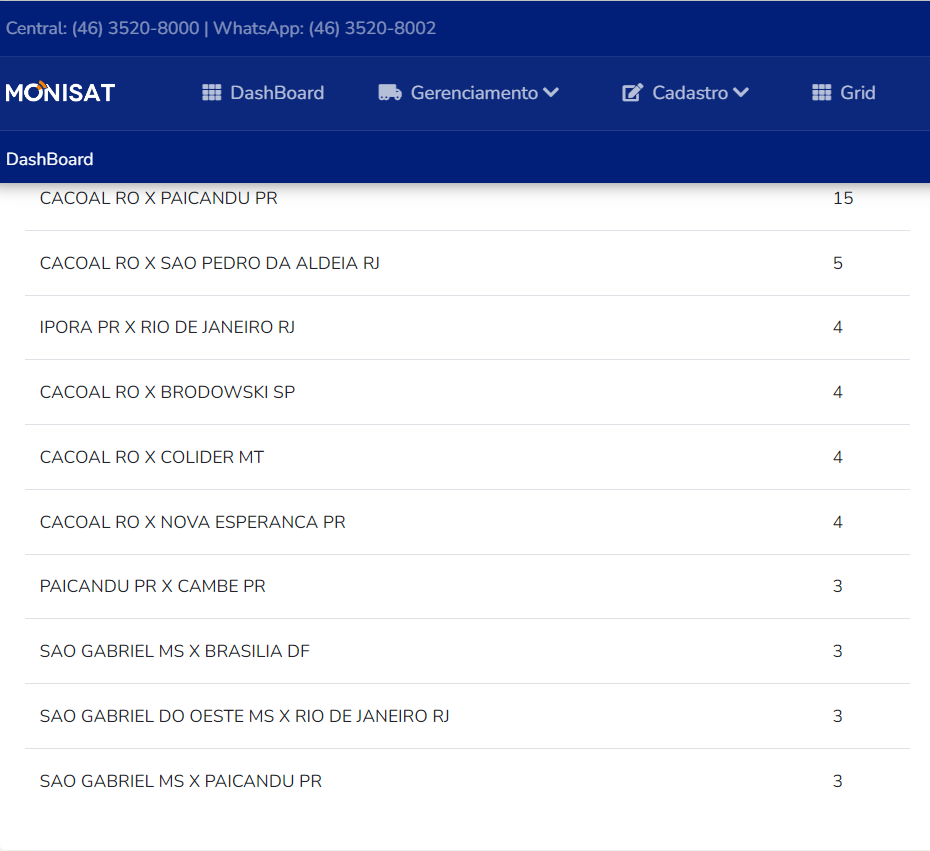 Central: (46) 3520-8000 | WhatsApp: (46) 3520-8002
MONISAT DashBoard Gerenciamento Cadastro Grid
DashBoard
CACOAL RO X PAICANDU PR 15
CACOAL RO X SAO PEDRO DA ALDEIA RJ 5
IPORA PR X RIO DE JANEIRO RJ 4
CACOAL RO X BRODOWSKI SP 4
CACOAL RO X COLIDER MT 4
CACOAL RO X NOVA ESPERANCA PR 4
PAICANDU PR X CAMBE PR 3
SAO GABRIEL MS X BRASILIA DF 3
SAO GABRIEL DO OESTE MS X RIO DE JANEIRO RJ 3
SAO GABRIEL MS X PAICANDU PR 3